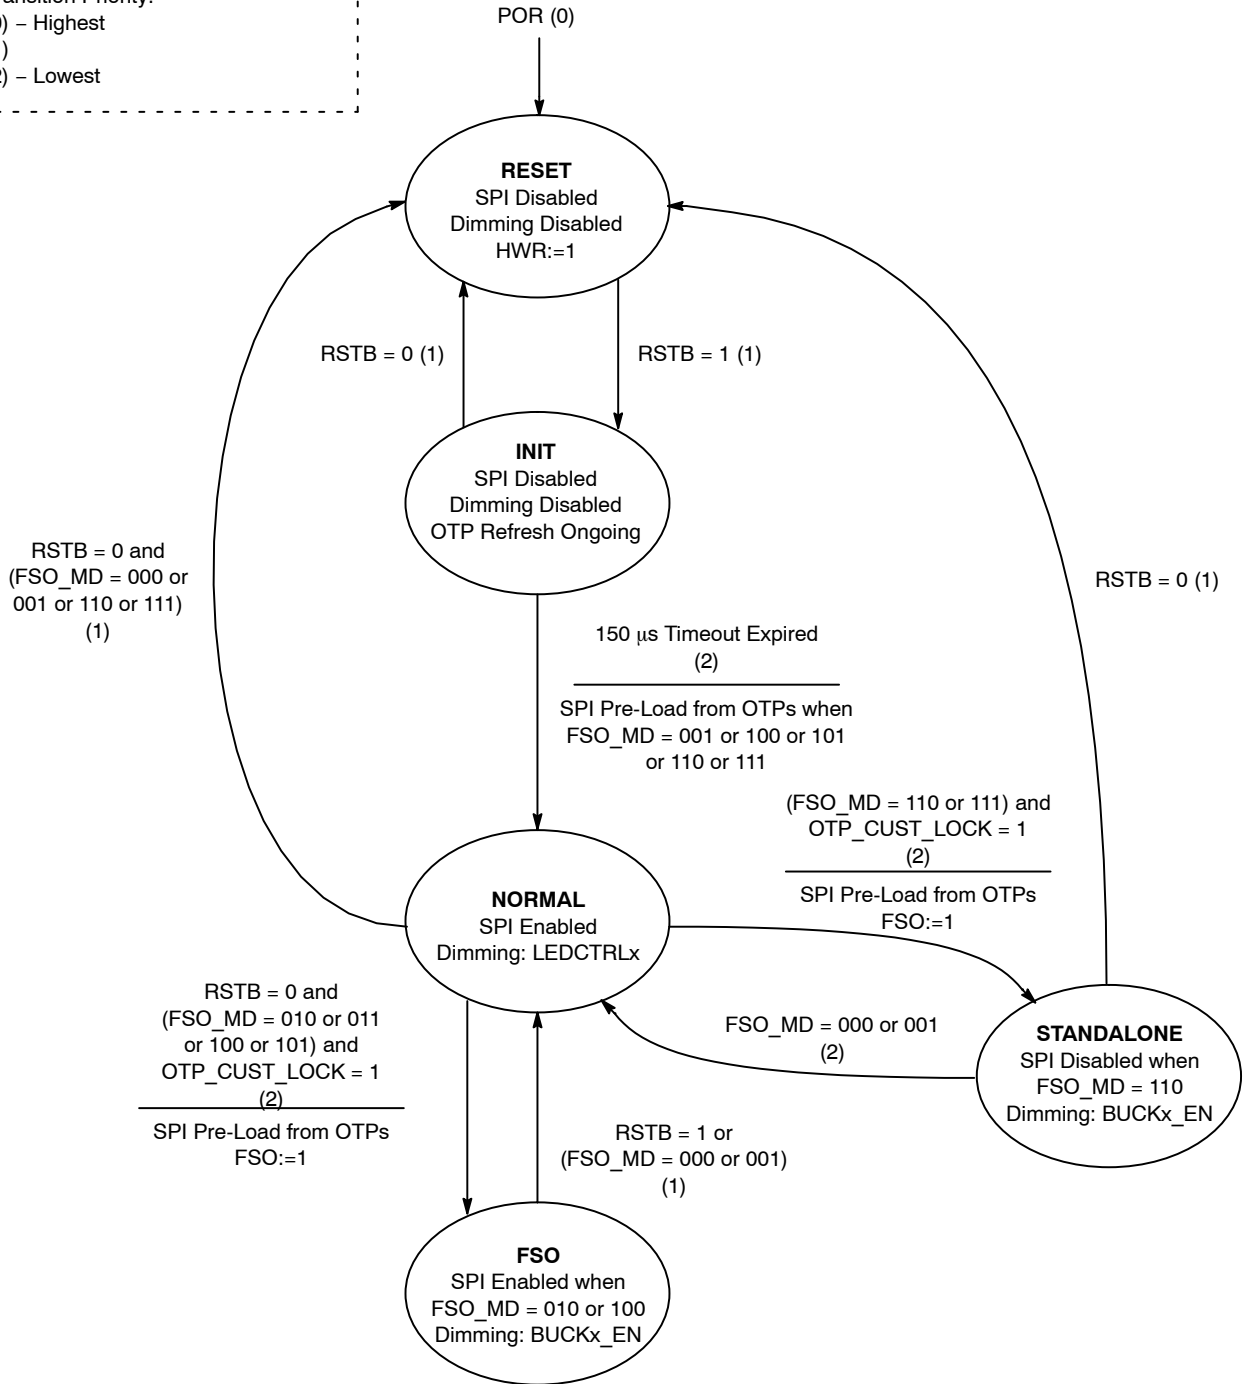 – Highest
– Lowest
POR (0)
RESET
SPI Disabled
Dimming Disabled
HWR:=1
RSTB = 0 (1)
RSTB = 1 (1)
INIT
SPI Disabled
Dimming Disabled
OTP Refresh Ongoing
RSTB = 0 and
(FSO_MD = 000 or
001 or 110 or 111)
(1)
RSTB = 0 (1)
150 μs Timeout Expired
(2)
SPI Pre-Load from OTPs when
FSO_MD = 001 or 100 or 101
or 110 or 111
(FSO_MD = 110 or 111) and
OTP_CUST_LOCK = 1
(2)
SPI Pre-Load from OTPs
FSO:=1
NORMAL
SPI Enabled
Dimming: LEDCTRLx
RSTB = 0 and
(FSO_MD = 010 or 011
or 100 or 101) and
OTP_CUST_LOCK = 1
(2)
SPI Pre-Load from OTPs
FSO:=1
FSO_MD = 000 or 001
(2)
STANDALONE
SPI Disabled when
FSO_MD = 110
Dimming: BUCKx_EN
RSTB = 1 or
(FSO_MD = 000 or 001)
(1)
FSO
SPI Enabled when
FSO_MD = 010 or 100
Dimming: BUCKx_EN